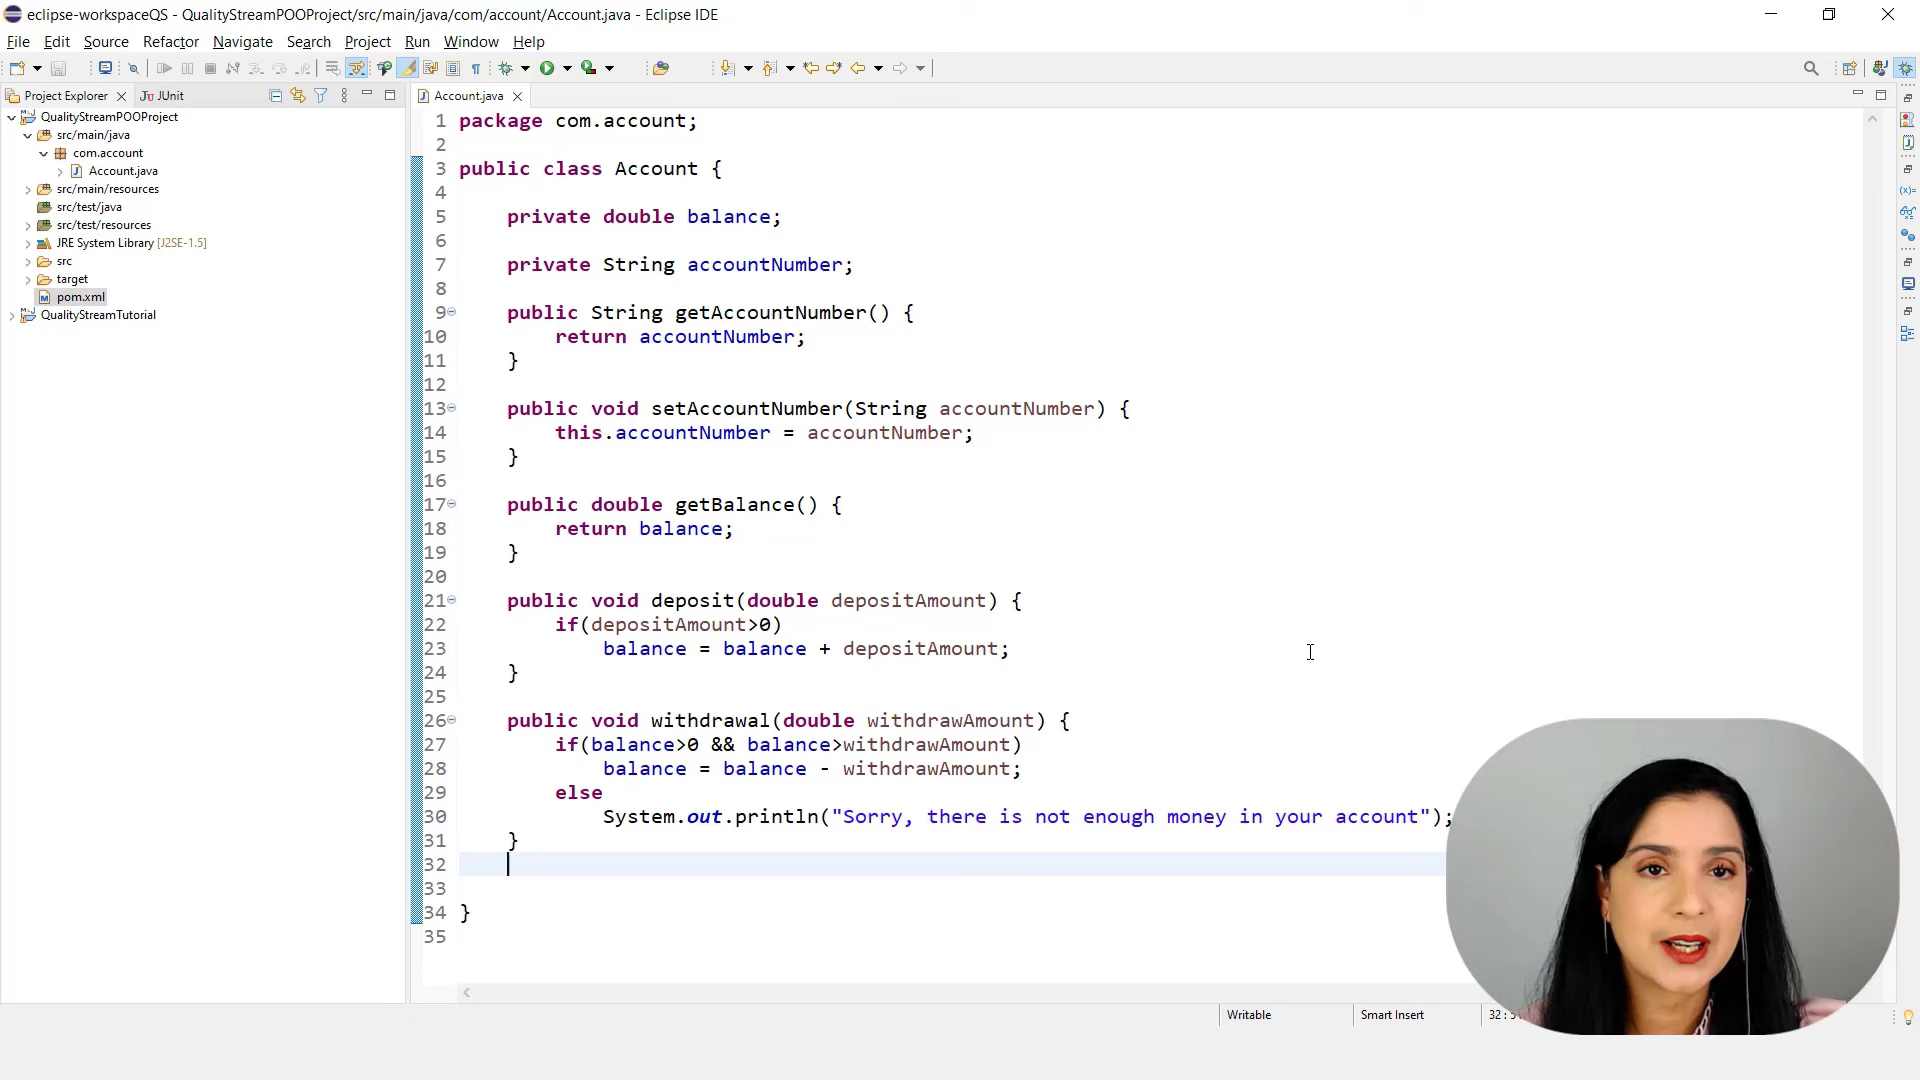 eclipse-workspaceQS - QualityStreamPOOProject/src/main/java/com/account/Account.java - Eclipse IDE
File Edit Source Refactor Navigate Search Project Run Window Help
Project Explorer JUnit
QualityStreamPOOProject
src/main/java
com.account
Account.java
src/main/resources
src/test/java
src/test/resources
JRE System Library [J2SE-1.5]
src
target
pom.xml
QualityStreamTutorial
Account.java
1 package com.account;
2
3 public class Account {
4
5 private double balance;
6
7 private String accountNumber;
8
9 public String getAccountNumber() {
10 return accountNumber;
11 }
12
13 public void setAccountNumber(String accountNumber) {
14 this.accountNumber = accountNumber;
15 }
16
17 public double getBalance() {
18 return balance;
19 }
20
21 public void deposit(double depositAmount) {
22 if(depositAmount>0)
23 balance = balance + depositAmount;
24 }
25
26 public void withdrawal(double withdrawAmount) {
27 if(balance>0 && balance>withdrawAmount)
28 balance = balance - withdrawAmount;
29 else
30 System.out.println("Sorry, there is not enough money in your account");
31 }
32
33
34 }
35
Writable Smart Insert 32 :